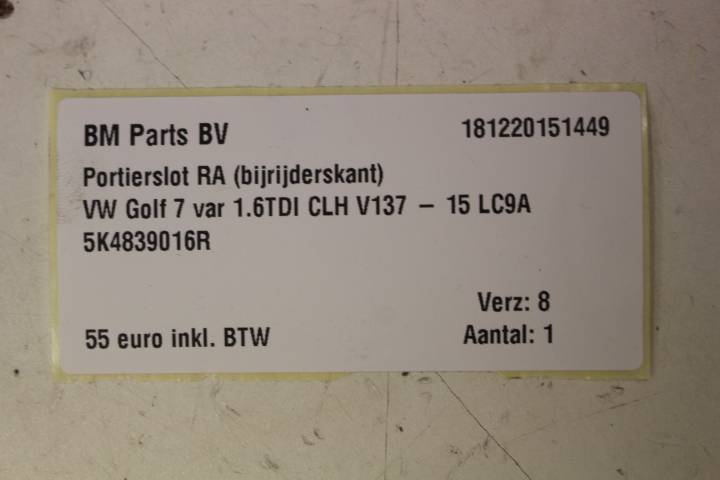 BM Parts BV 181220151449
Portierslot RA (bijrijderskant)
VW Golf 7 var 1.6TDI CLH V137 – 15 LC9A
5K4839016R
Verz: 8
55 euro inkl. BTW Aantal: 1